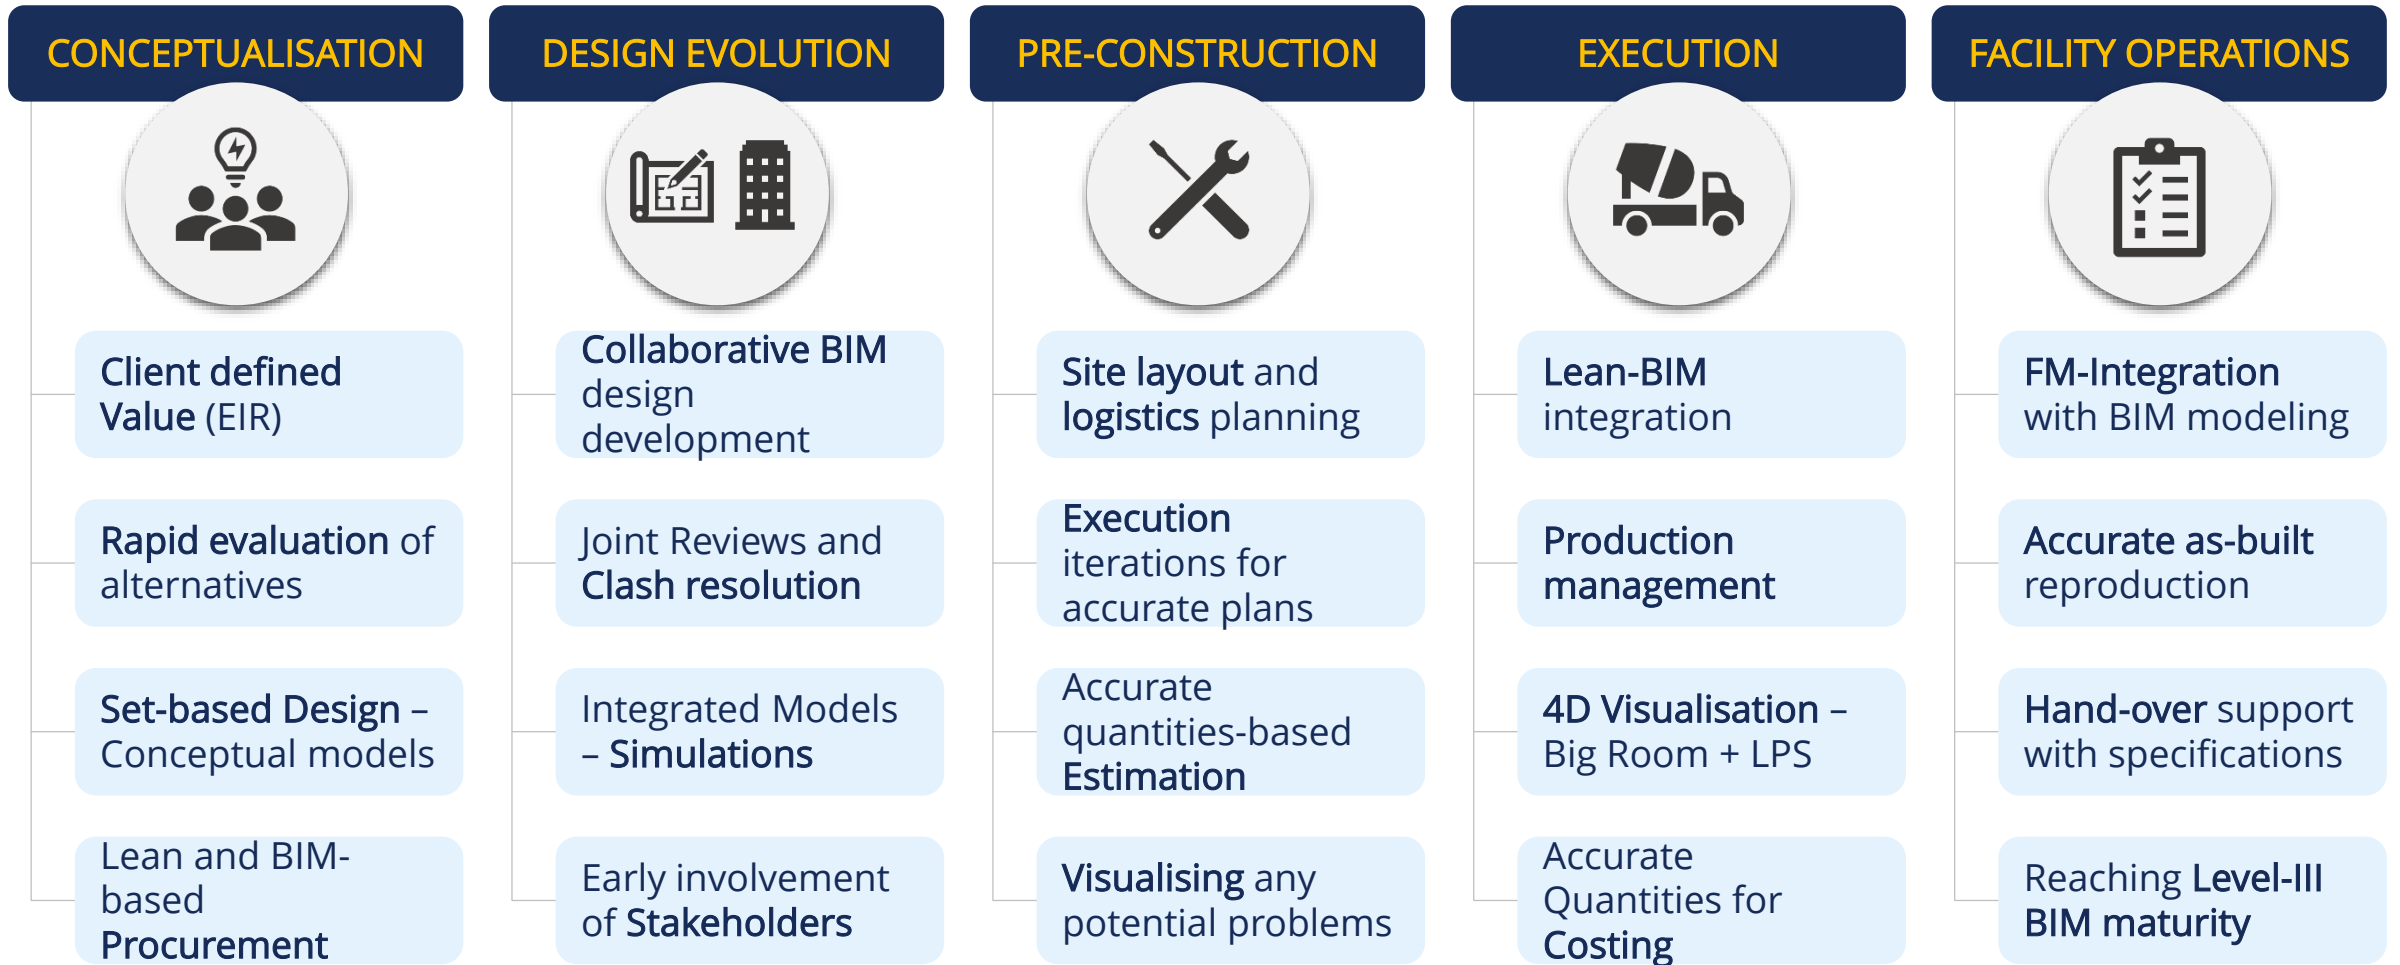 CONCEPTUALISATION
Client defined
Value (EIR)
Rapid evaluation of
alternatives
Set-based Design –
Conceptual models
Lean and BIM-
based
Procurement
DESIGN EVOLUTION
Collaborative BIM
design
development
Joint Reviews and
Clash resolution
Integrated Models
– Simulations
Early involvement
of Stakeholders
PRE-CONSTRUCTION
Site layout and
logistics planning
Execution
iterations for
accurate plans
Accurate
quantities-based
Estimation
Visualising any
potential problems
EXECUTION
Lean-BIM
integration
Production
management
4D Visualisation –
Big Room + LPS
Accurate
Quantities for
Costing
FACILITY OPERATIONS
FM-Integration
with BIM modeling
Accurate as-built
reproduction
Hand-over support
with specifications
Reaching Level-III
BIM maturity